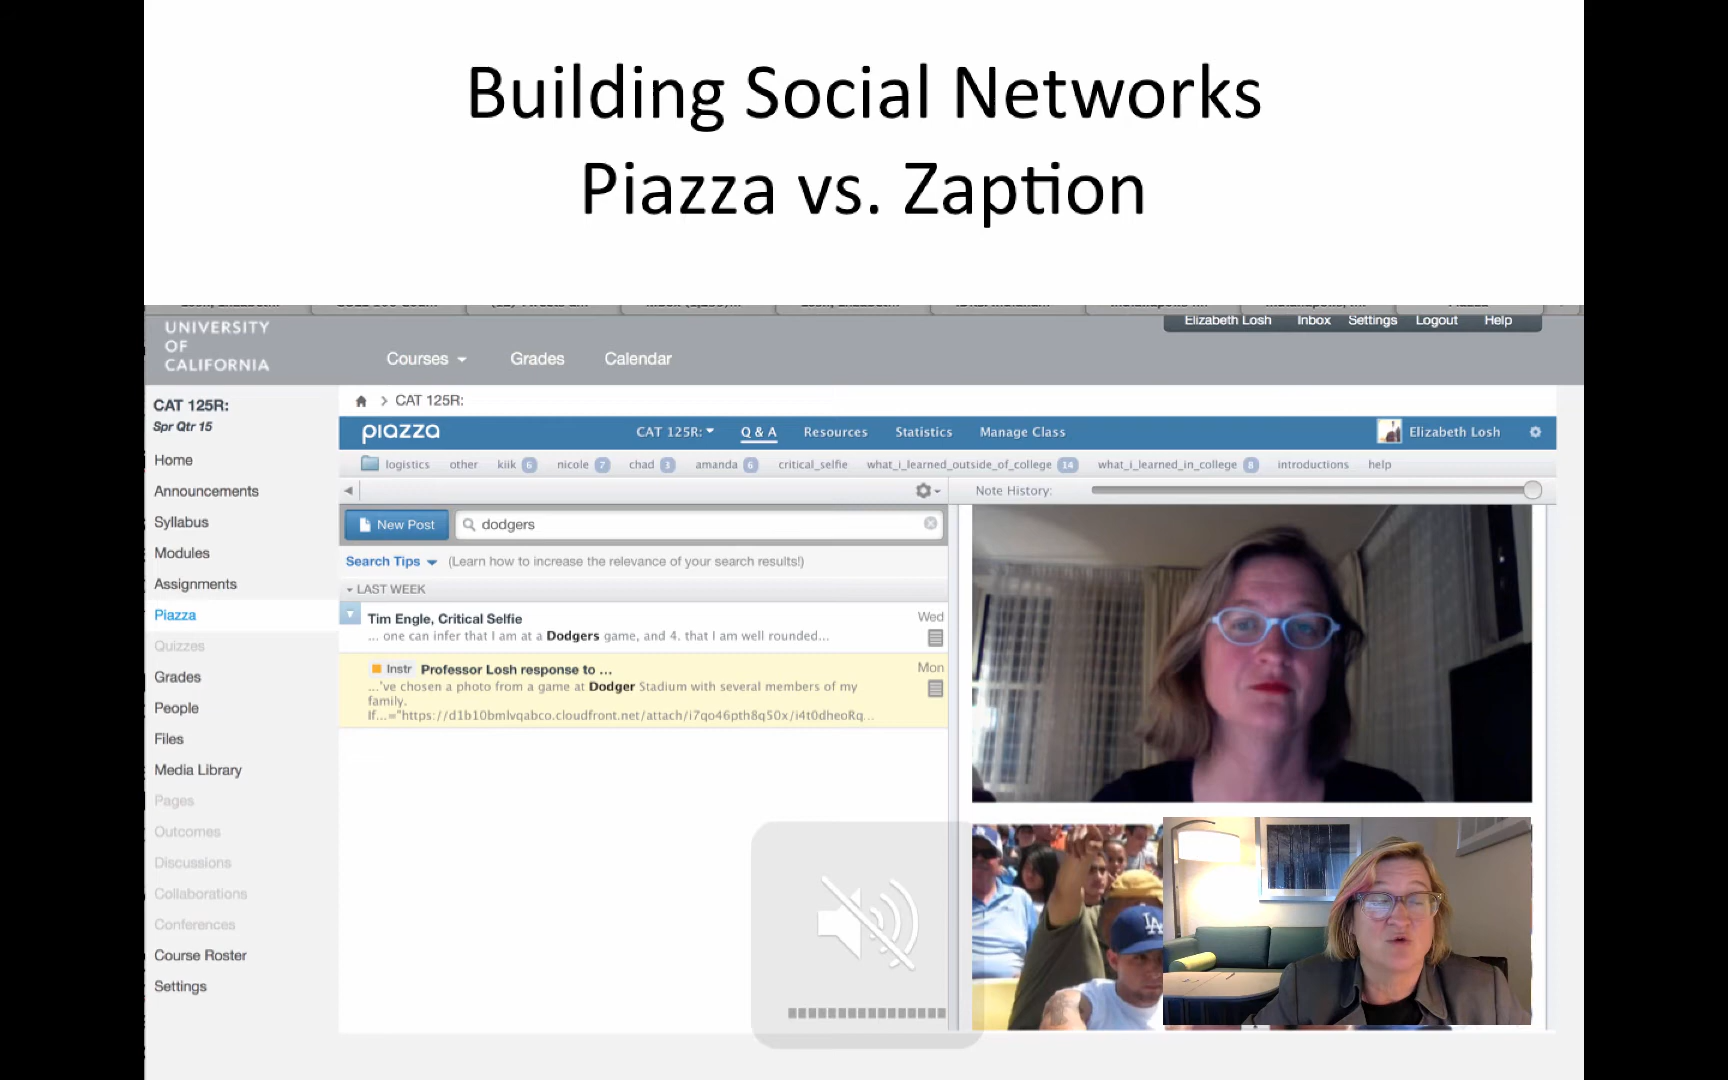 Building Social Networks
Piazza vs. Zaption
Elizabeth Losh Inbox Settings Logout Help
UNIVERSITY
OF
CALIFORNIA
Courses Grades Calendar
CAT 125R:
Spr Qtr 15
Home
Announcements
Syllabus
Modules
Assignments
Piazza
Quizzes
Grades
People
Files
Media Library
Pages
Outcomes
Discussions
Collaborations
Conferences
Course Roster
Settings
> CAT 125R:
piazza CAT 125R: Q & A Resources Statistics Manage Class Elizabeth Losh
logistics other kiik 6 nicole 7 chad 3 amanda 6 critical_selfie what_i_learned_outside_of_college 14 what_i_learned_in_college 8 introductions help
Note History:
New Post dodgers
Search Tips (Learn how to increase the relevance of your search results!)
LAST WEEK
Tim Engle, Critical Selfie Wed
... one can infer that I am at a Dodgers game, and 4. that I am well rounded...
Instr Professor Losh response to ... Mon
...'ve chosen a photo from a game at Dodger Stadium with several members of my
family.
If...="https://d1b10bmlvqabco.cloudfront.net/attach/i7qo46pth8q50x/i4t0dheoRq...
LA